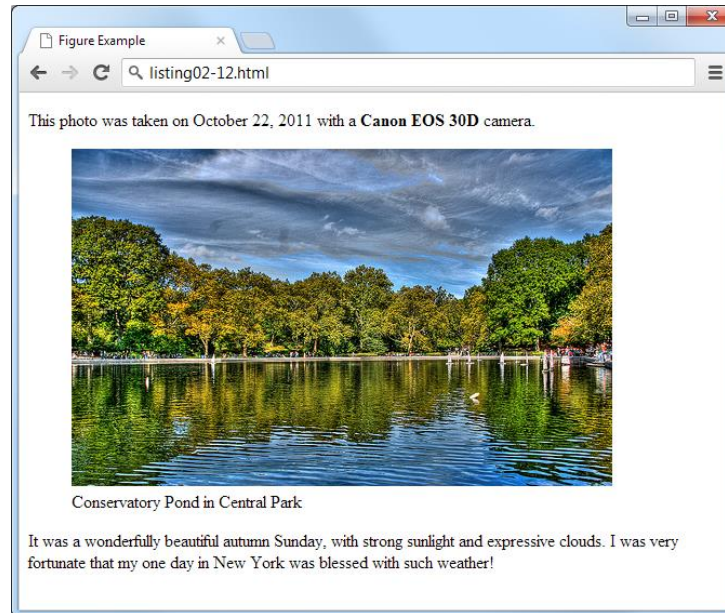 Figure Example
listing02-12.html
This photo was taken on October 22, 2011 with a Canon EOS 30D camera.
Conservatory Pond in Central Park
It was a wonderfully beautiful autumn Sunday, with strong sunlight and expressive clouds. I was very
fortunate that my one day in New York was blessed with such weather!